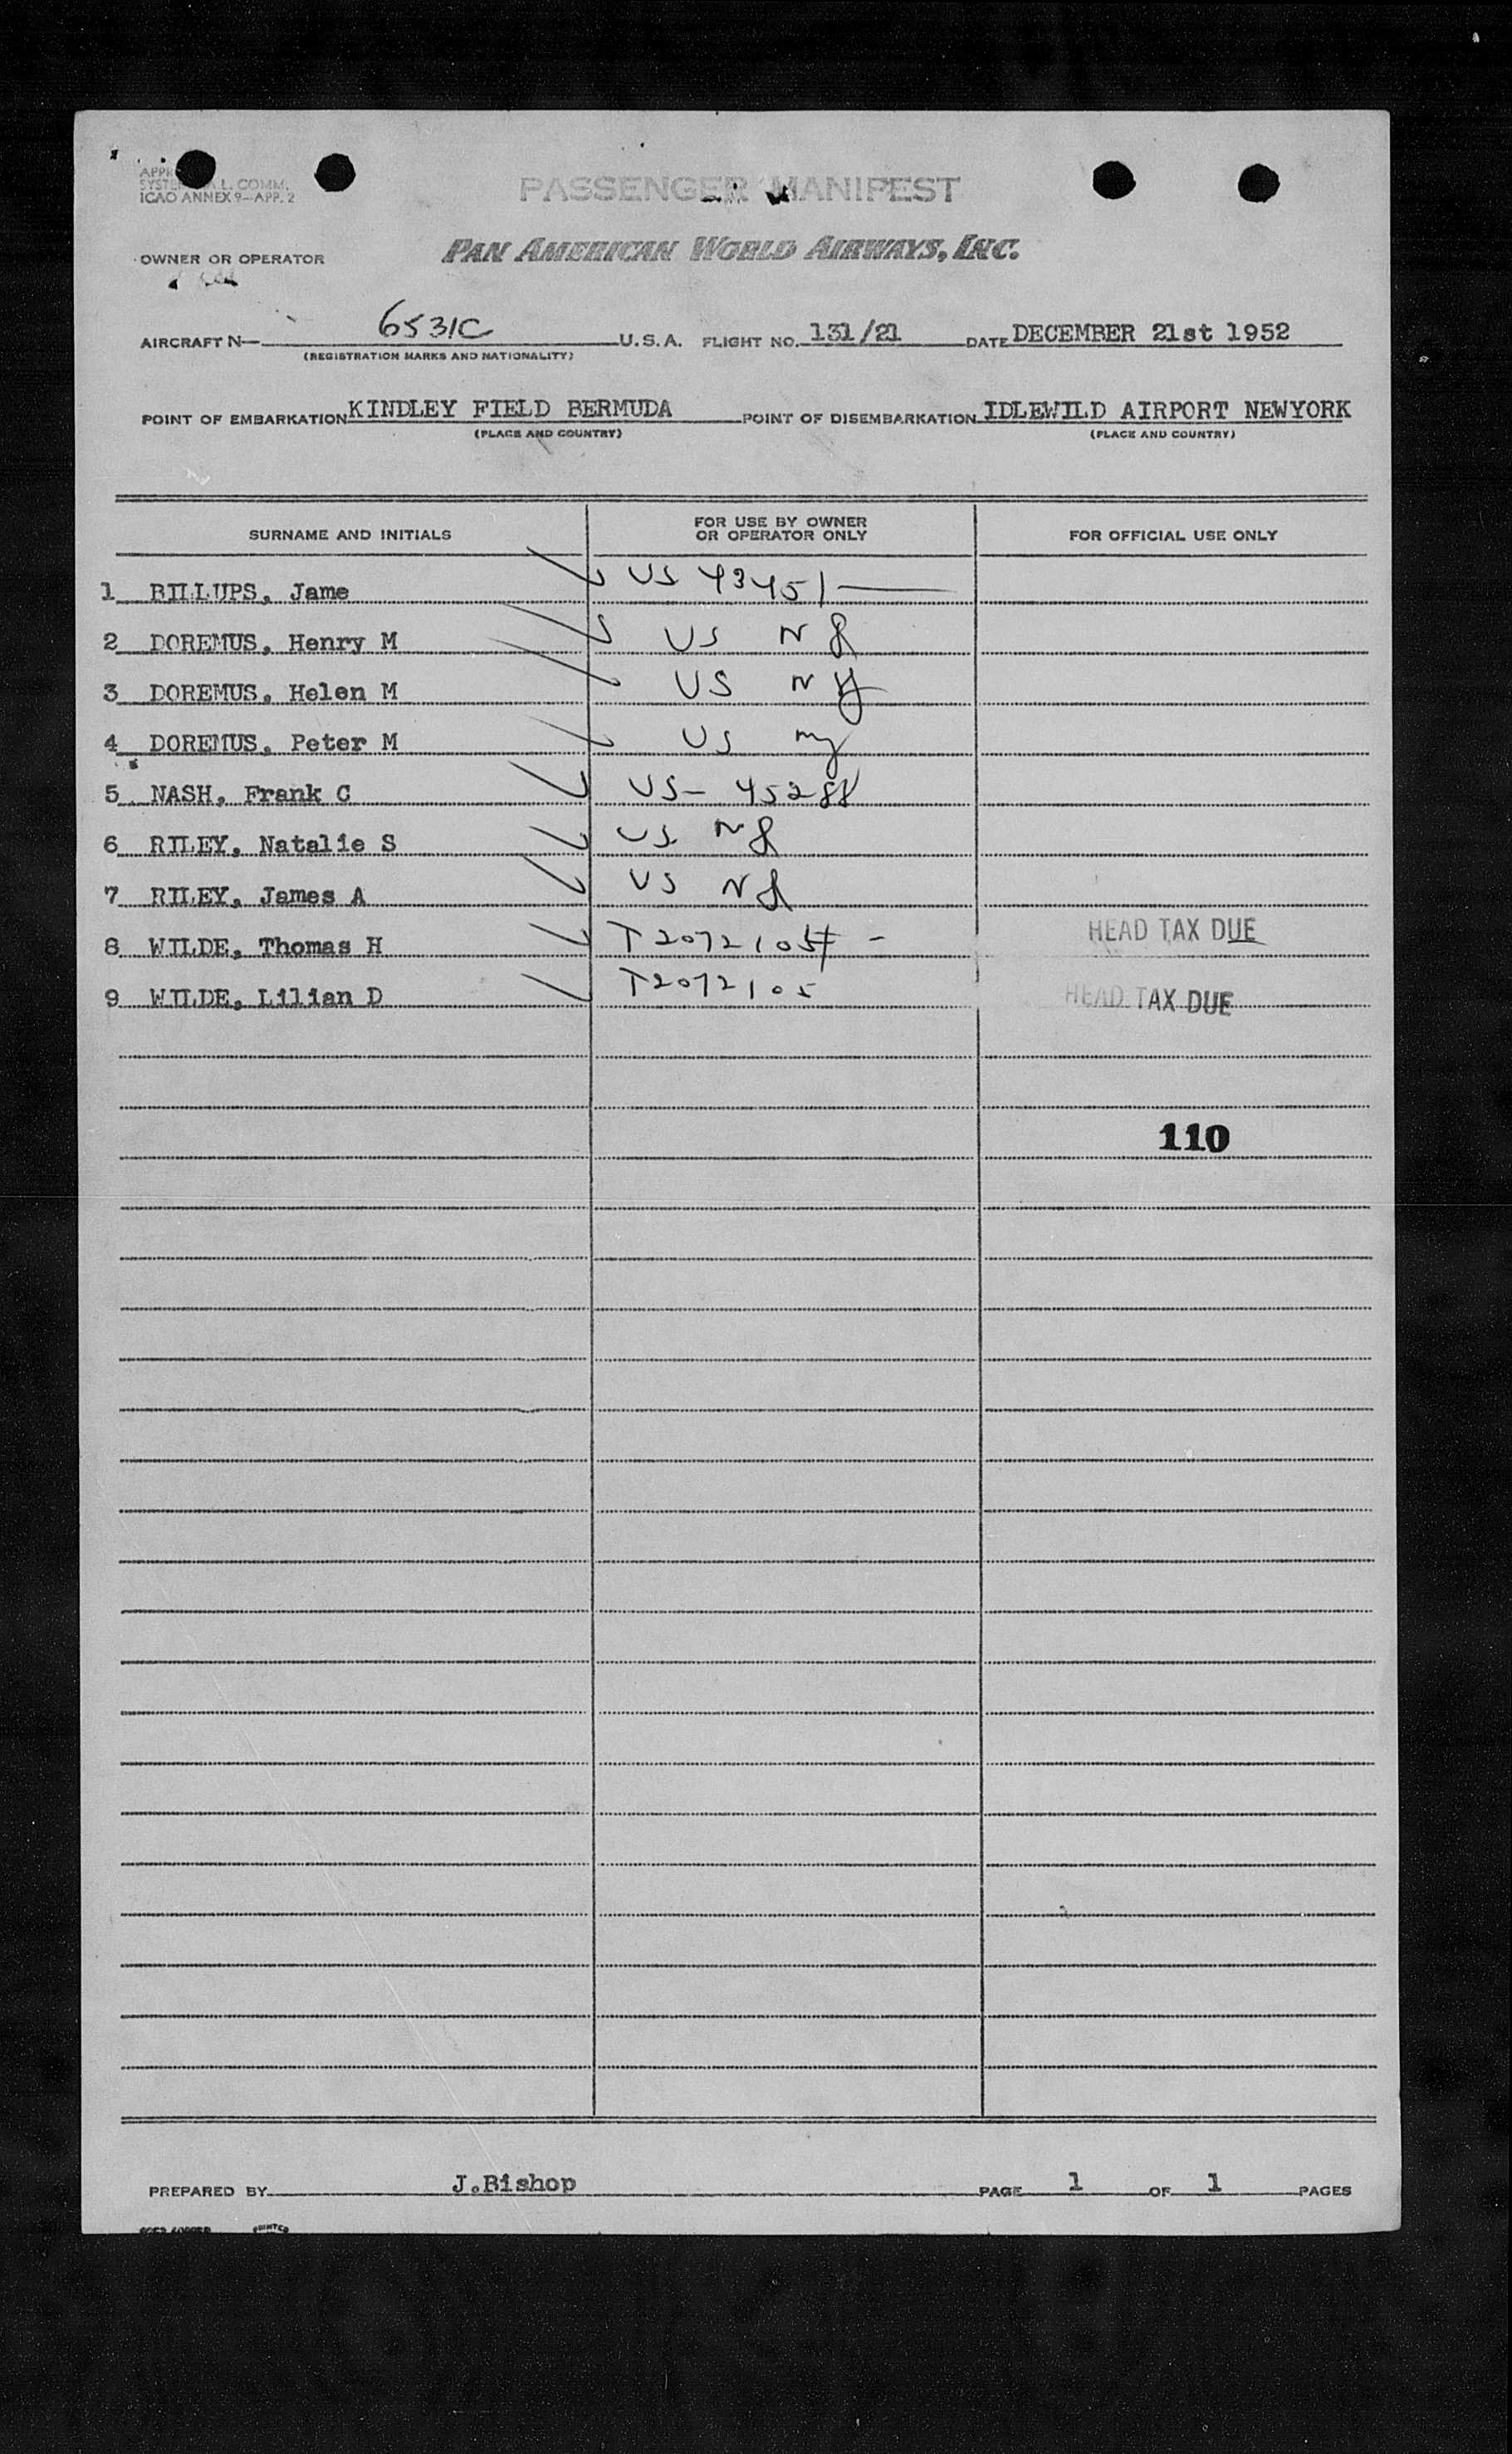 SYSTE L. COMM.
ICAO ANNEX 9—APP. 2
PASSENGER MANIFEST
OWNER OR OPERATOR PAN AMERICAN WORLD AIRWAYS, INC.
AIRCRAFT N— 6531C U.S.A. FLIGHT NO. 131/21 DATE DECEMBER 21st 1952
(REGISTRATION MARKS AND NATIONALITY)
POINT OF EMBARKATION KINDLEY FIELD BERMUDA POINT OF DISEMBARKATION IDLEWILD AIRPORT NEWYORK
(PLACE AND COUNTRY) (PLACE AND COUNTRY)
SURNAME AND INITIALS FOR USE BY OWNER OR OPERATOR ONLY FOR OFFICIAL USE ONLY
1 BILLUPS, Jame US 43451
2 DOREMUS, Henry M US
3 DOREMUS, Helen M US NY
4 DOREMUS, Peter M US
5 NASH, Frank C US- 45288
6 RILEY, Natalie S US
7 RILEY, James A US
8 WILDE, Thomas H HEAD TAX DUE
9 WILDE, Lilian D T2072105 HEAD TAX DUE
110
PREPARED BY J.Bishop PAGE 1 OF 1 PAGES